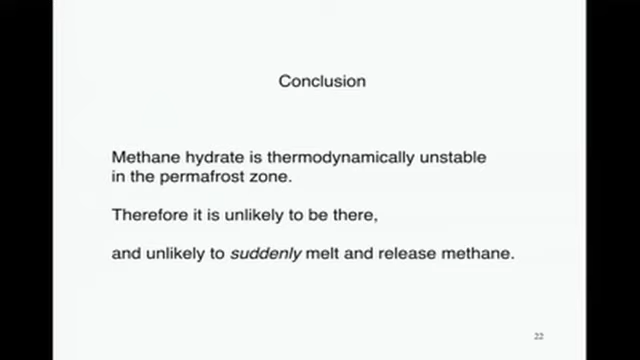 Conclusion
Methane hydrate is thermodynamically unstable
in the permafrost zone.
Therefore it is unlikely to be there,
and unlikely to suddenly melt and release methane.
22